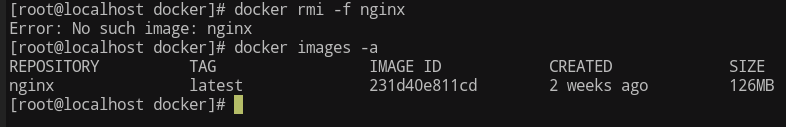 [root@localhost docker]# docker rmi -f nginx
Error: No such image: nginx
[root@localhost docker]# docker images -a
REPOSITORY TAG IMAGE ID CREATED SIZE
nginx latest 231d40e811cd 2 weeks ago 126MB
[root@localhost docker]#